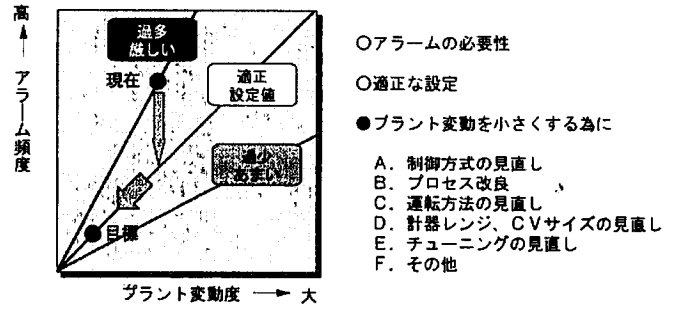 高
アラーム頻度
過多
厳しい
現在
適正
設定値
過少
あまい
目標
プラント変動度
大
○アラームの必要性
○適正な設定
●プラント変動を小さくする為に
A．制御方式の見直し
B．プロセス改良
C．運転方法の見直し
D．計器レンジ、CVサイズの見直し
E．チューニングの見直し
F．その他